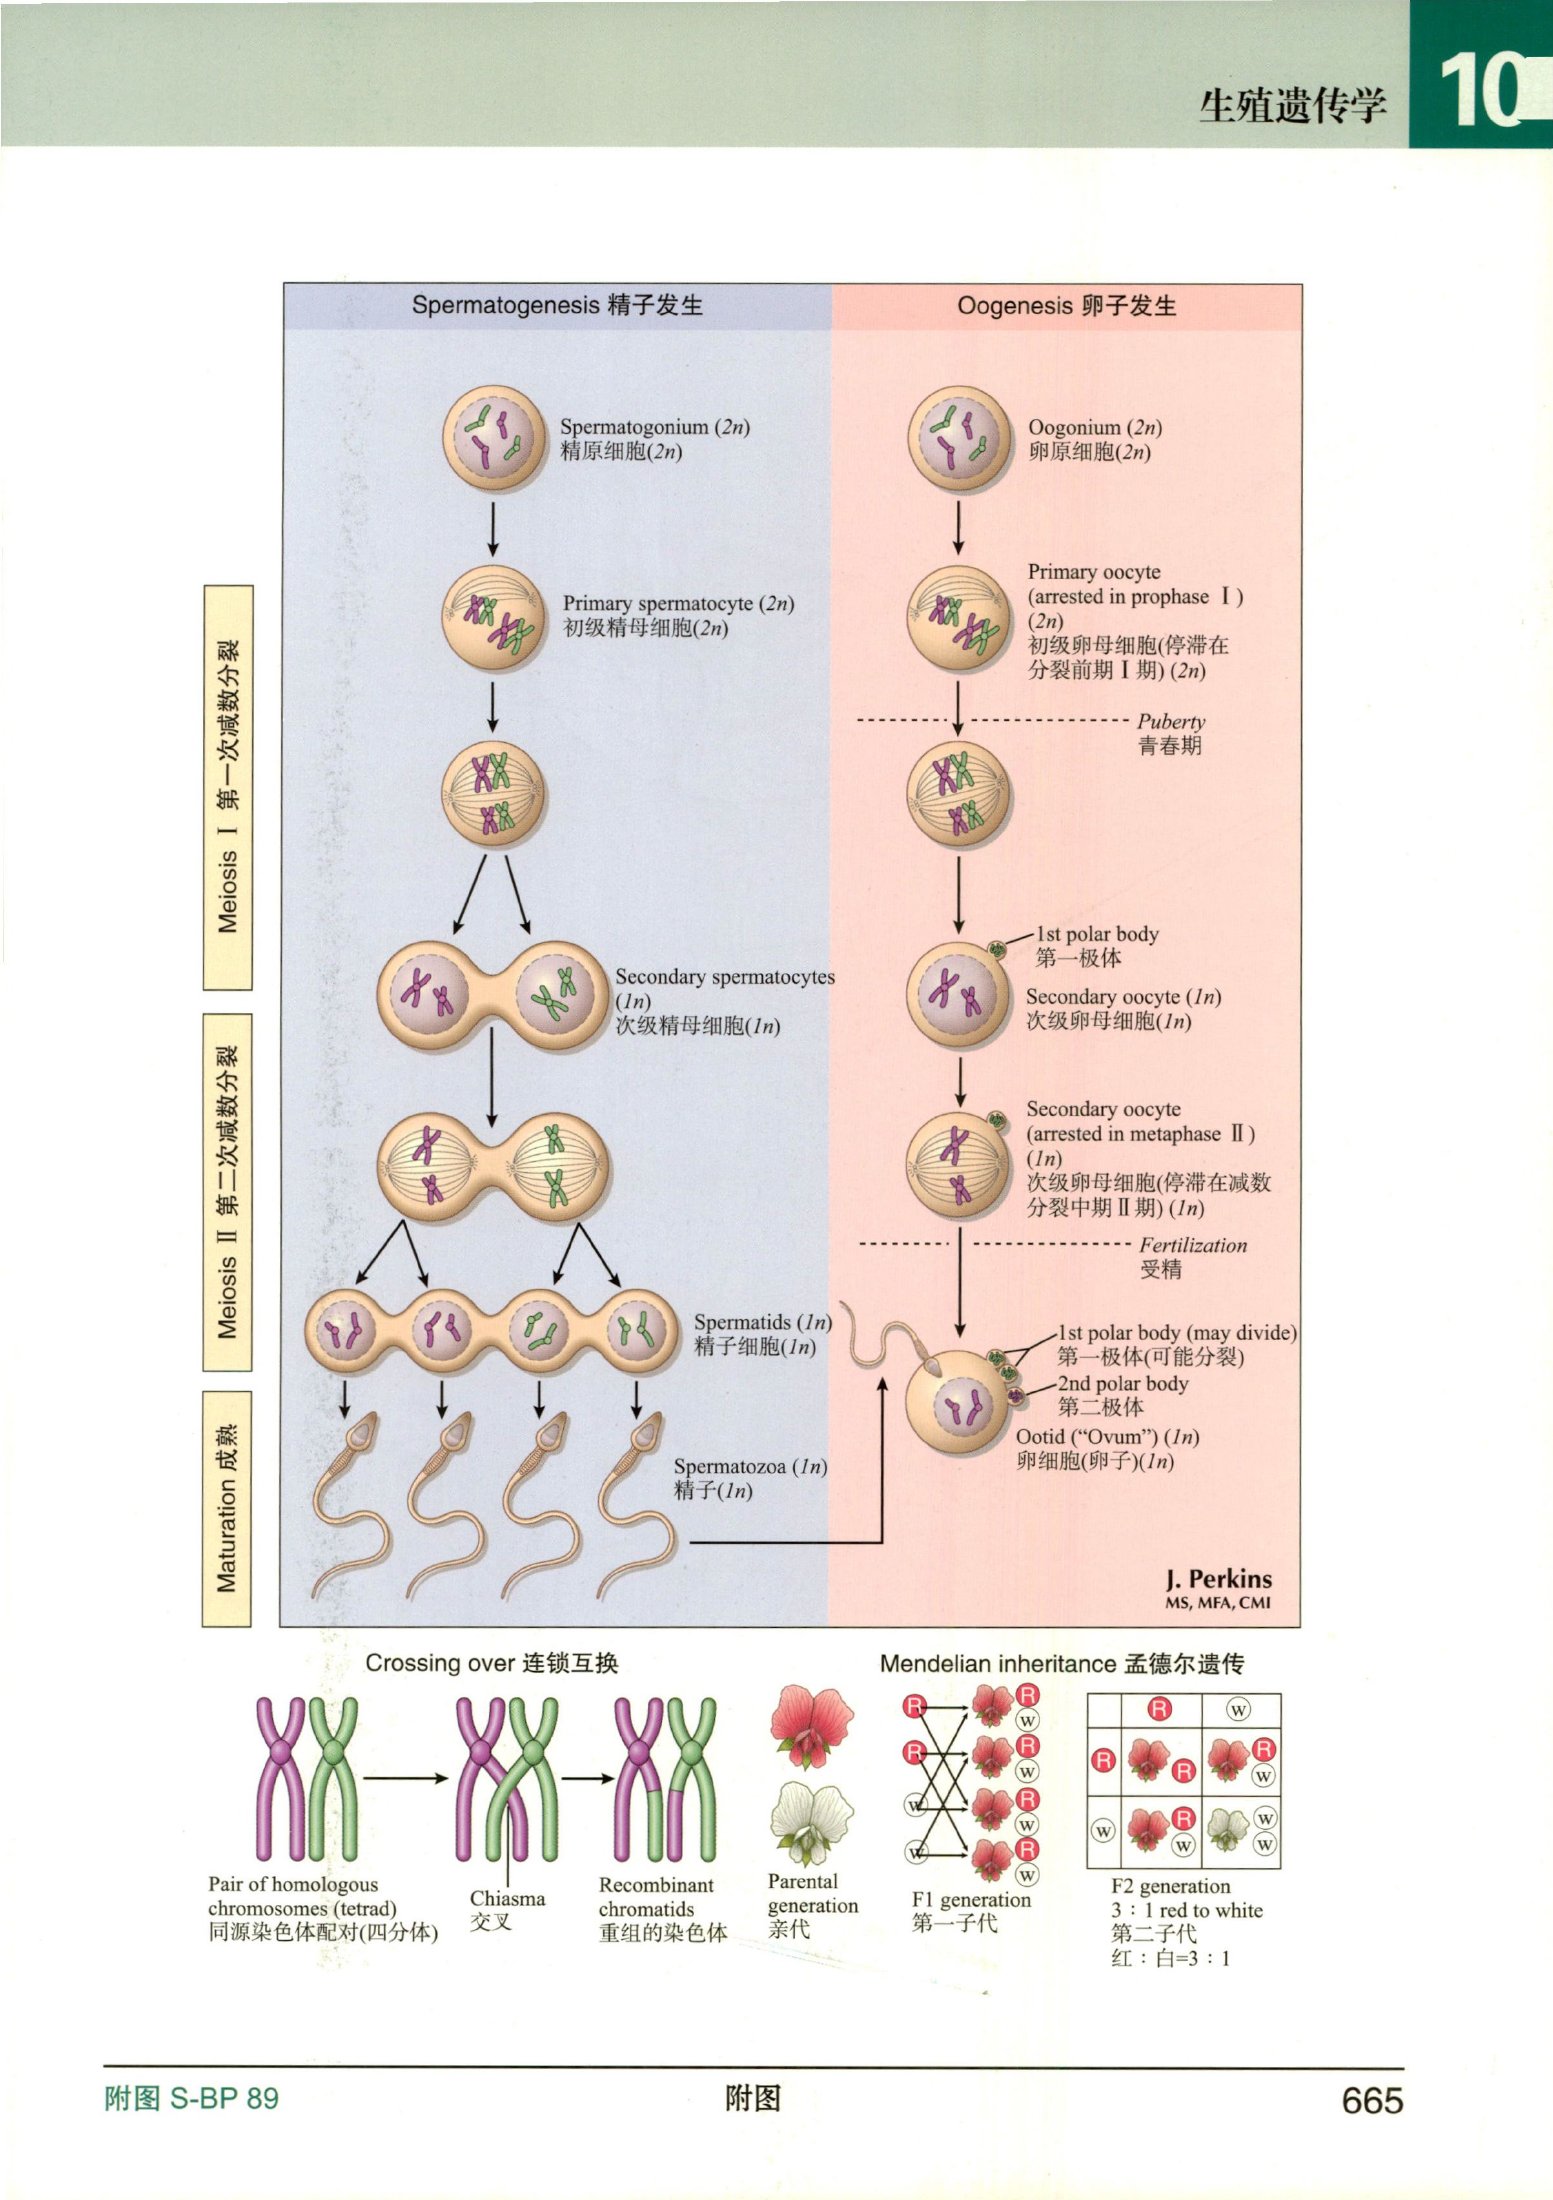 生殖遗传学
10
Spermatogenesis 精子发生
Spermatogonium (2n)
精原细胞(2n)
Primary spermatocyte (2n)
初级精母细胞(2n)
Secondary spermatocytes
(1n)
次级精母细胞(1n)
Spermatids (1n)
精子细胞(1n)
Spermatozoa (1n)
精子(1n)
Oogenesis 卵子发生
Oogonium (2n)
卵原细胞(2n)
Primary oocyte
(arrested in prophase Ⅰ)
(2n)
初级卵母细胞(停滞在
分裂前期Ⅰ期) (2n)
Puberty
青春期
1st polar body
第一极体
Secondary oocyte (1n)
次级卵母细胞(1n)
Secondary oocyte
(arrested in metaphase Ⅱ)
(1n)
次级卵母细胞(停滞在减数
分裂中期Ⅱ期) (1n)
Fertilization
受精
1st polar body (may divide)
第一极体(可能分裂)
2nd polar body
第二极体
Ootid (“Ovum”) (1n)
卵细胞(卵子)(1n)
J. Perkins
MS, MFA, CMI
Meiosis Ⅰ 第一次减数分裂
Meiosis Ⅱ 第二次减数分裂
Maturation 成熟
Crossing over 连锁互换
Pair of homologous
chromosomes (tetrad)
同源染色体配对(四分体)
Chiasma
交叉
Recombinant
chromatids
重组的染色体
Mendelian inheritance 孟德尔遗传
Parental
generation
亲代
R
R
W
W
R
W
R
W
R
W
R
W
F1 generation
第一子代
R
W
R
R
R
W
W
R
W
W
W
F2 generation
3：1 red to white
第二子代
红：白=3：1
附图 S-BP 89
附图
665